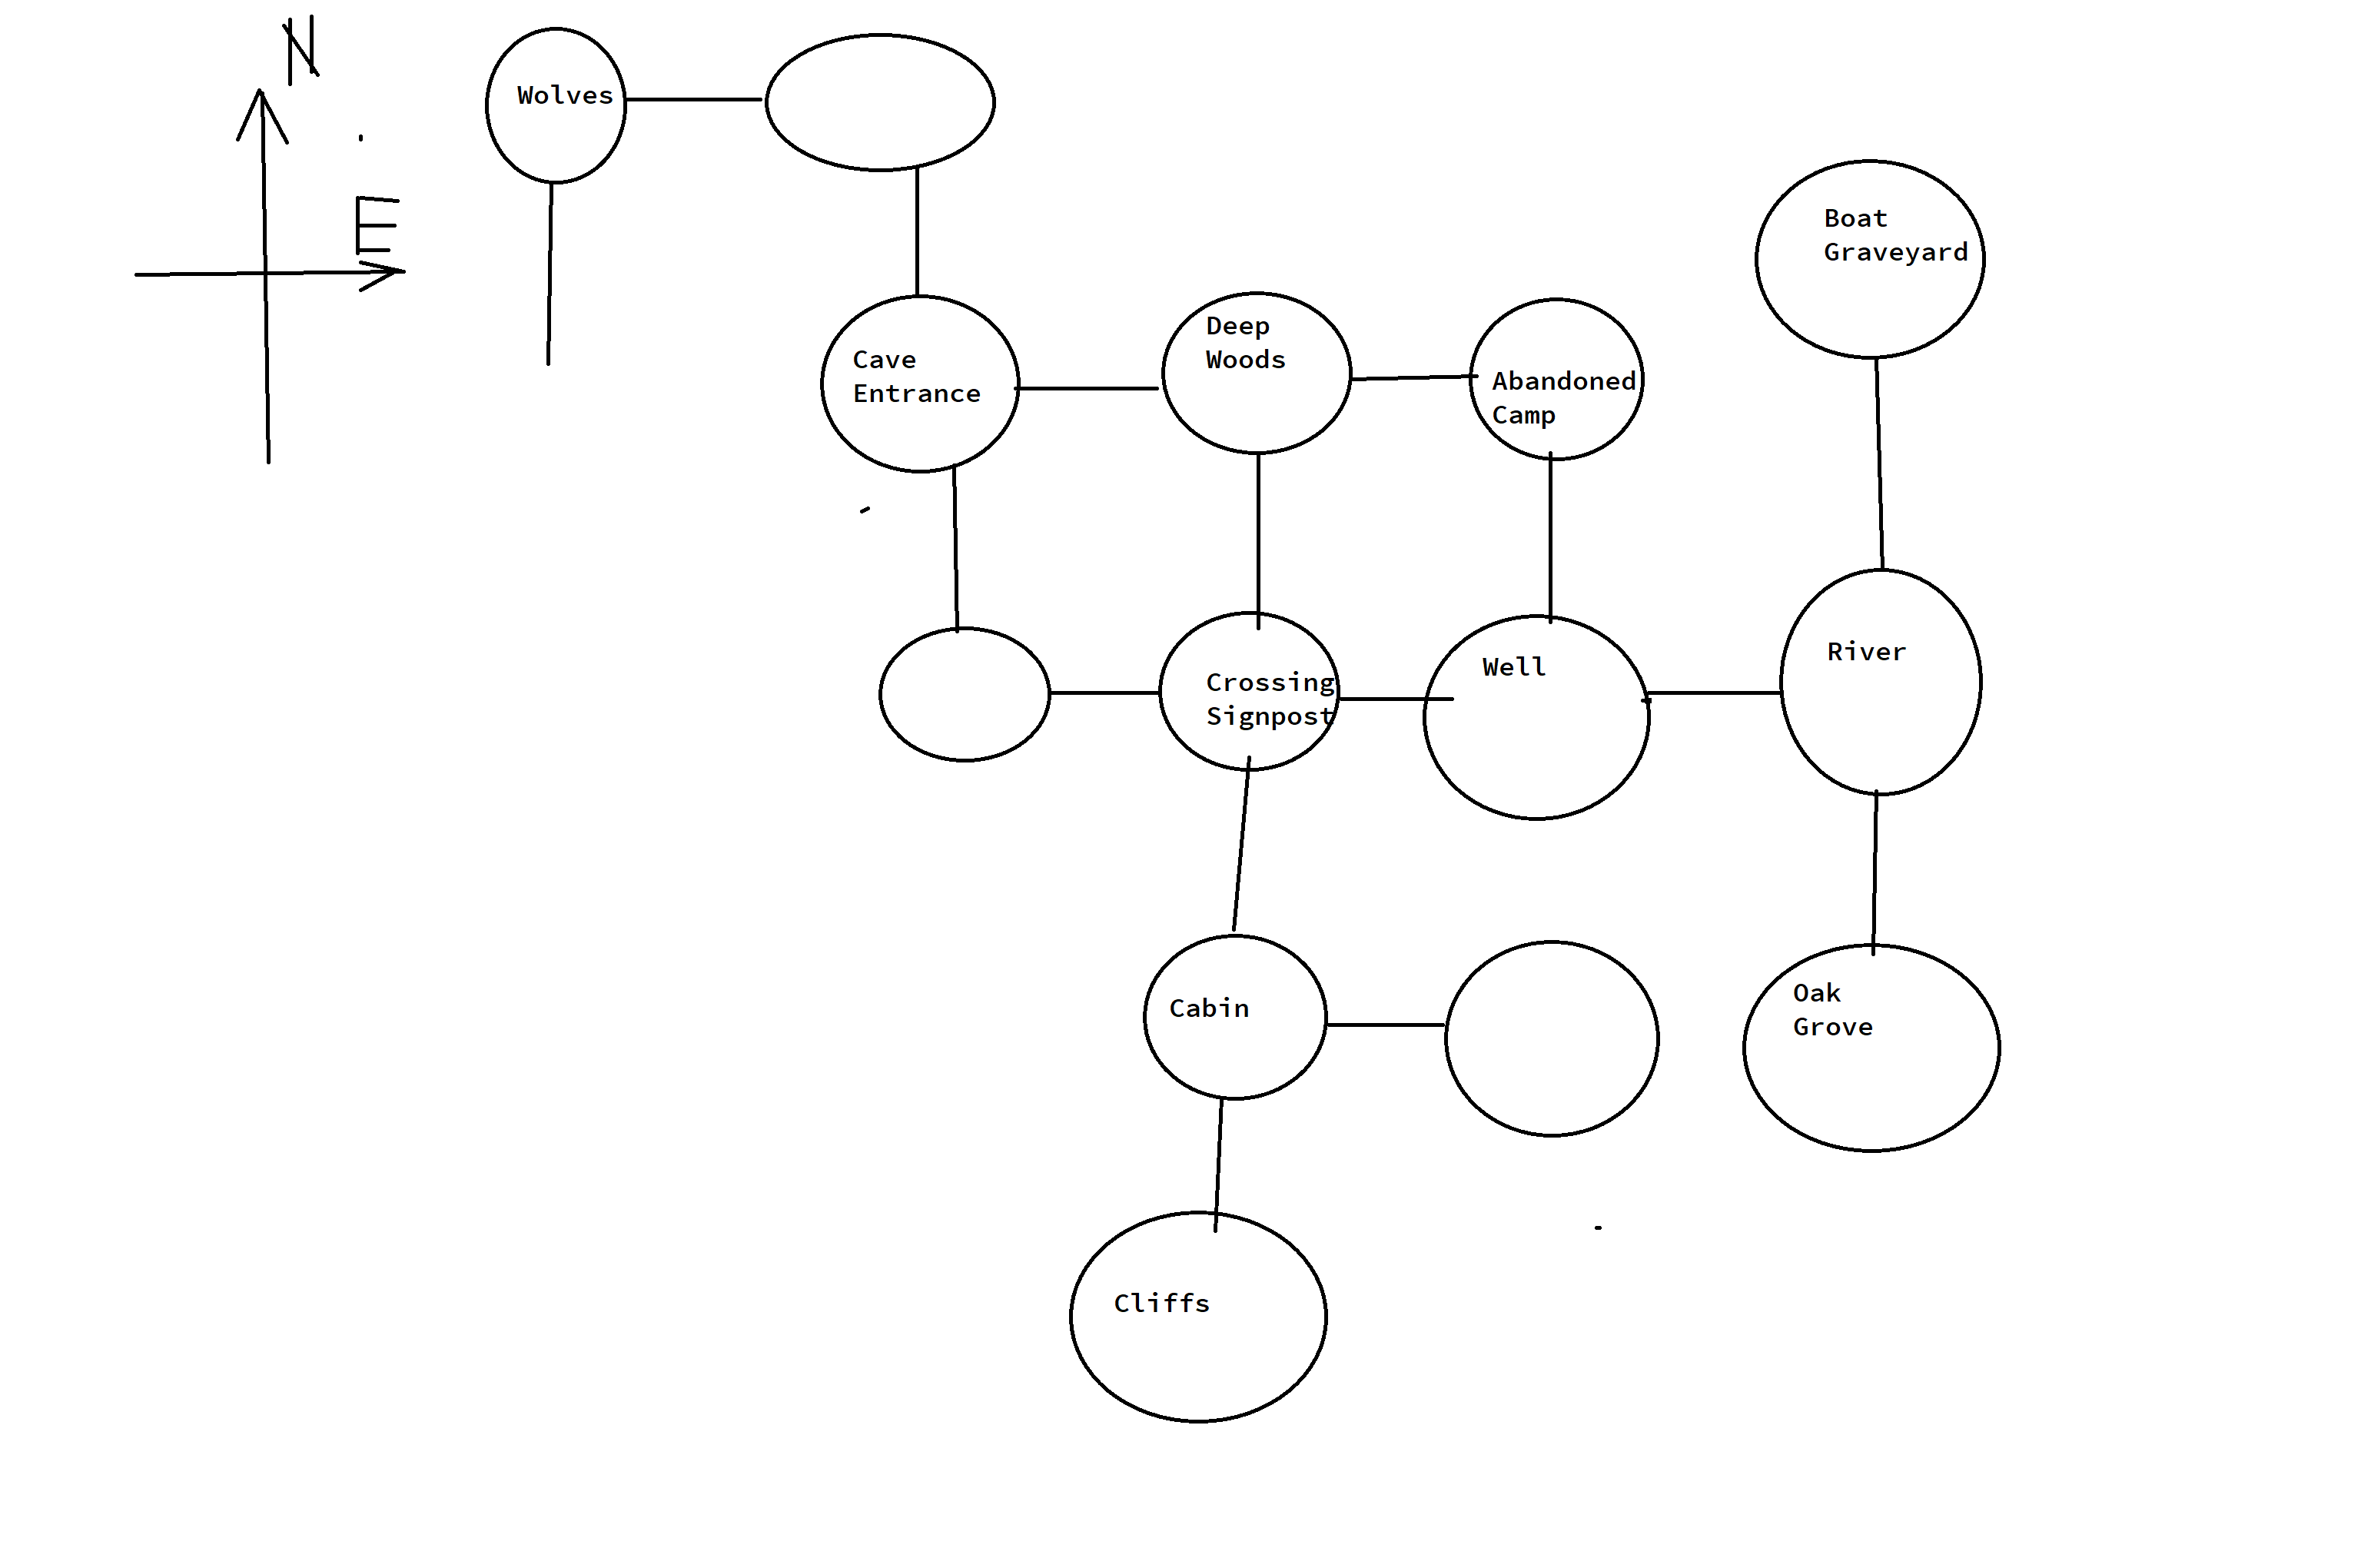 N
E
Wolves
Boat
Graveyard
Cave
Entrance
Deep
Woods
Abandoned
Camp
Crossing
Signpost
Well
River
Cabin
Oak
Grove
Cliffs